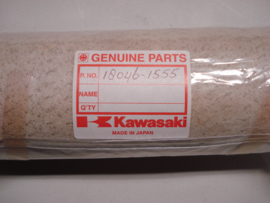 GENUINE PARTS
P. NO. 18046-1555
NAME
Q'TY
Kawasaki
MADE IN JAPAN